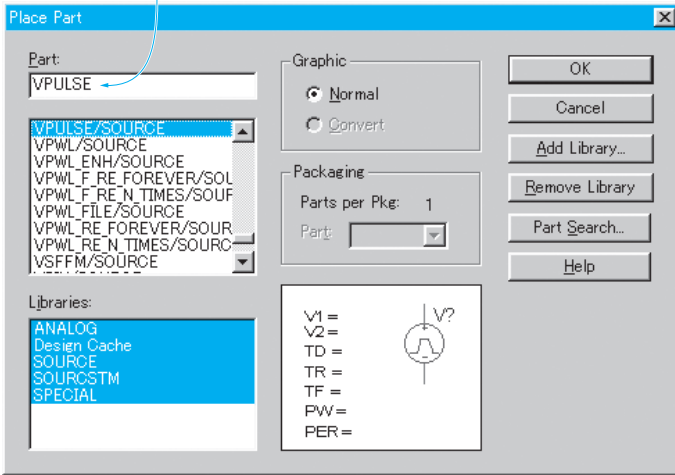 Place Part
Part:
VPULSE
VPULSE/SOURCE
VPWL/SOURCE
VPWL_ENH/SOURCE
VPWL_F_RE_FOREVER/SOU
VPWL_F_RE_N_TIMES/SOUF
VPWL_FILE/SOURCE
VPWL_RE_FOREVER/SOUR
VPWL_RE_N_TIMES/SOURC
VSFFM/SOURCE
Libraries:
ANALOG
Design Cache
SOURCE
SOURCSTM
SPECIAL
Graphic
Normal
Convert
Packaging
Parts per Pkg: 1
Part:
V1 =
V2 =
TD =
TR =
TF =
PW =
PER =
V?
OK
Cancel
Add Library...
Remove Library
Part Search...
Help